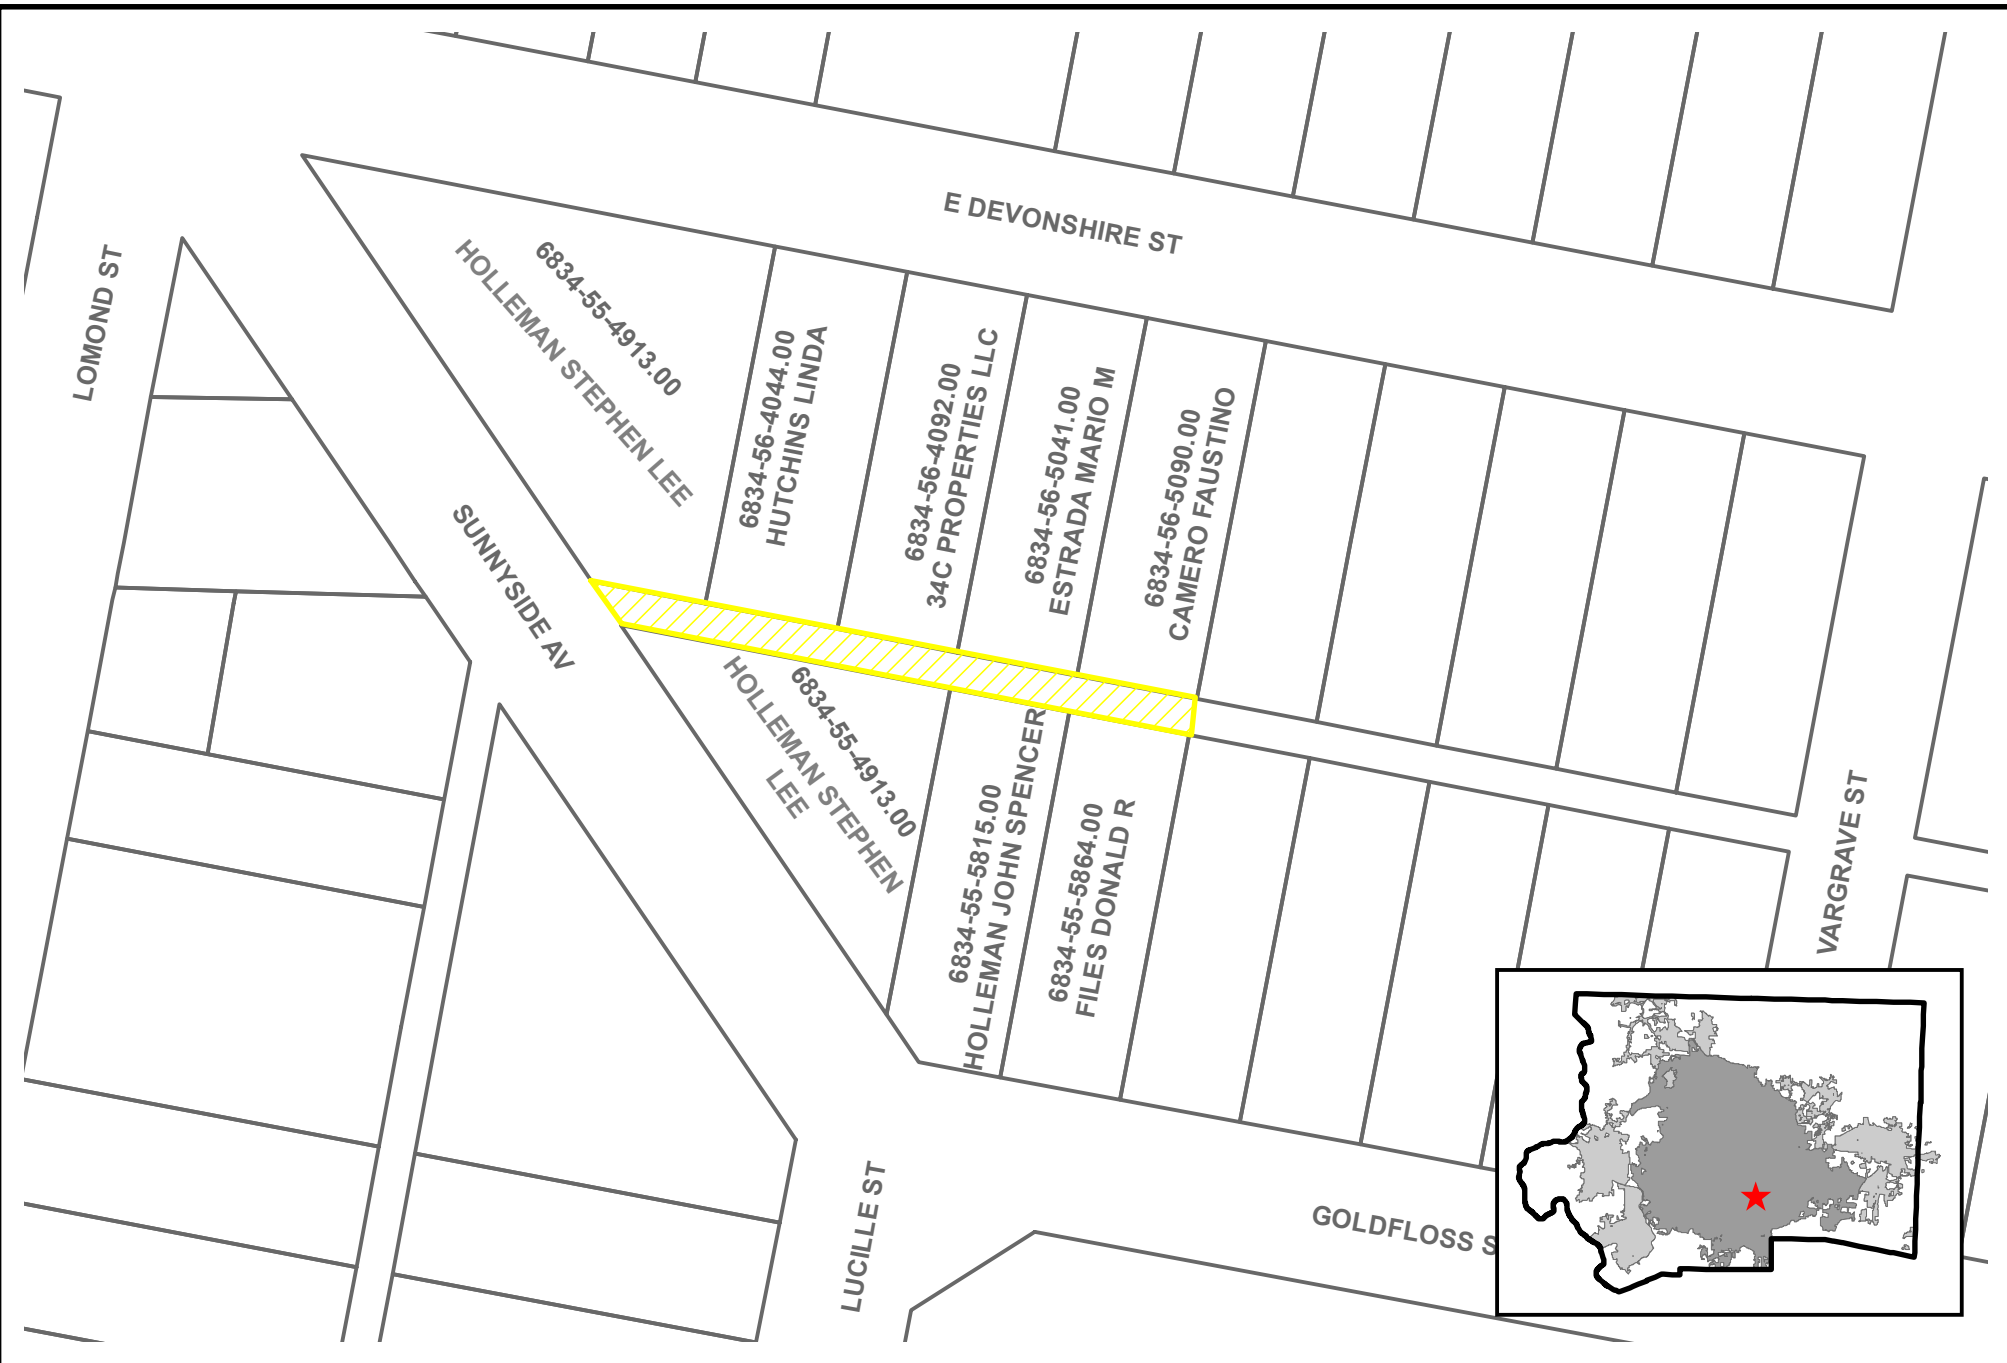 E DEVONSHIRE ST
LOMOND ST
6834-55-4913.00
HOLLEMAN STEPHEN LEE
6834-56-4044.00
HUTCHINS LINDA
6834-56-4092.00
34C PROPERTIES LLC
6834-56-5041.00
ESTRADA MARIO M
6834-56-5090.00
CAMERO FAUSTINO
SUNNYSIDE AV
6834-55-4913.00
HOLLEMAN STEPHEN
LEE
6834-55-5815.00
HOLLEMAN JOHN SPENCER
6834-55-5864.00
FILES DONALD R
VARGRAVE ST
LUCILLE ST
GOLDFLOSS S